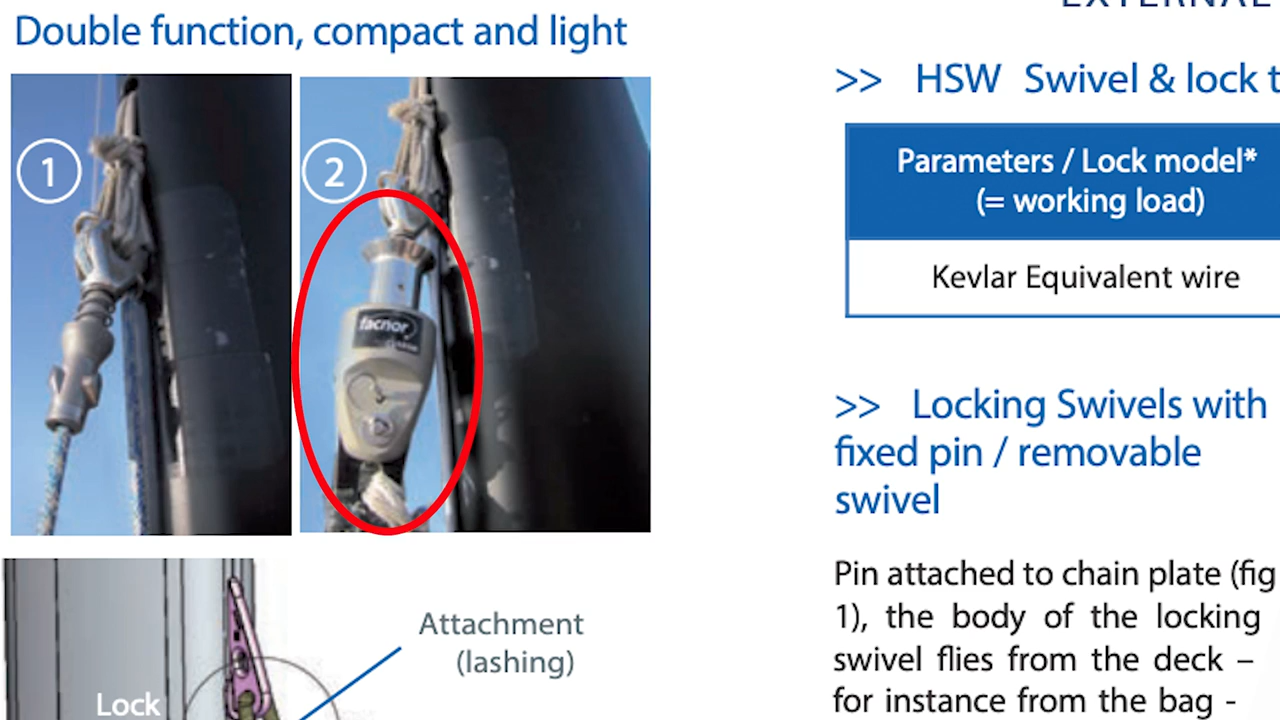 EXTERNAL
Double function, compact and light
1
2
facnor
>> HSW Swivel & lock t
Parameters / Lock model*
(= working load)
Kevlar Equivalent wire
>> Locking Swivels with
fixed pin / removable
swivel
Pin attached to chain plate (fig
1), the body of the locking
swivel flies from the deck –
for instance from the bag -
Attachment
(lashing)
Lock